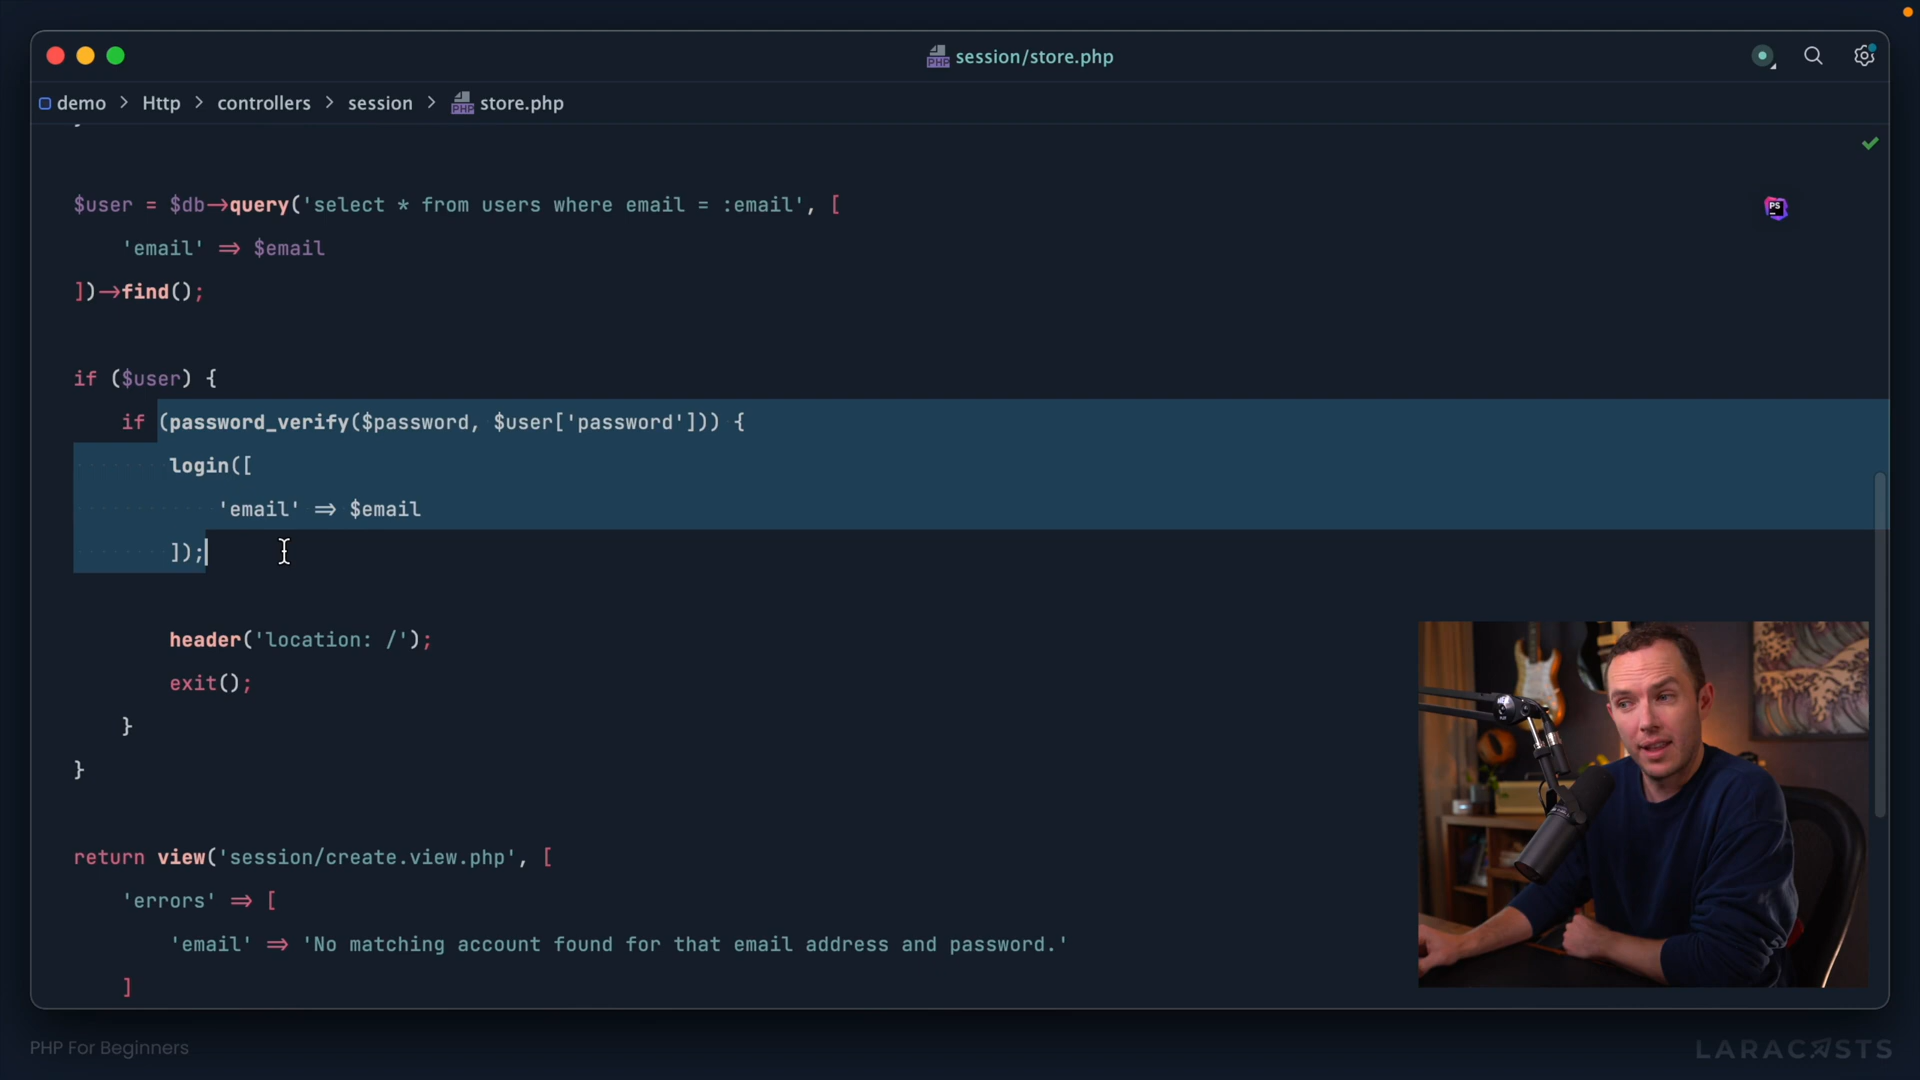 session/store.php
demo > Http > controllers > session > store.php
$user = $db->query('select * from users where email = :email', [
'email' => $email
])->find();
if ($user) {
if (password_verify($password, $user['password'])) {
login([
'email' => $email
]);
header('location: /');
exit();
}
}
return view('session/create.view.php', [
'errors' => [
'email' => 'No matching account found for that email address and password.'
]
PHP For Beginners
LARACASTS